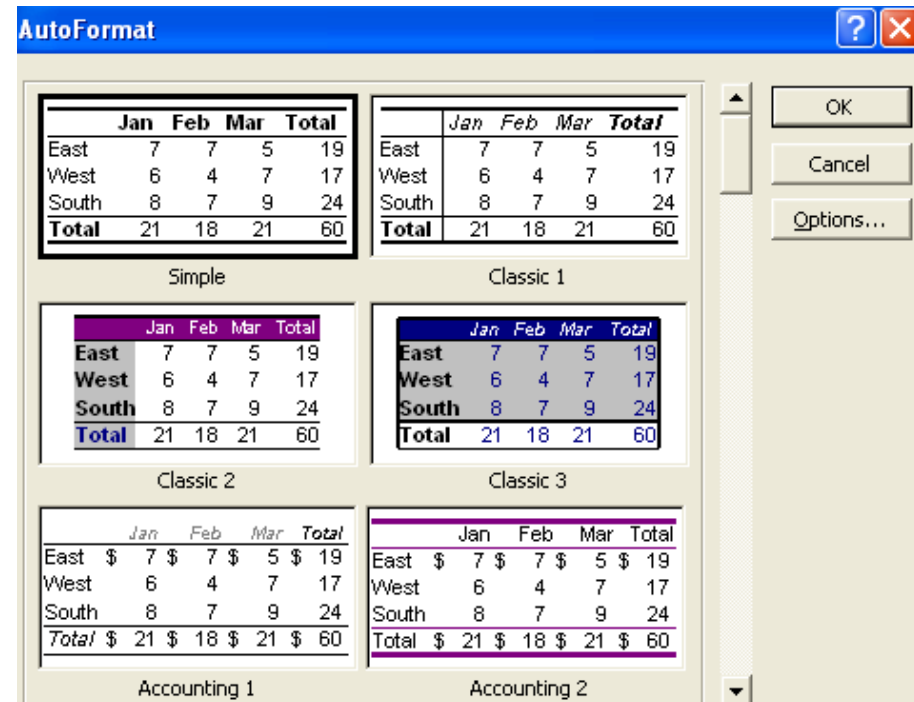 AutoFormat
OK
Cancel
Options...
Jan Feb Mar Total
East 7 7 5 19
West 6 4 7 17
South 8 7 9 24
Total 21 18 21 60
Simple
Jan Feb Mar Total
East 7 7 5 19
West 6 4 7 17
South 8 7 9 24
Total 21 18 21 60
Classic 1
Jan Feb Mar Total
East 7 7 5 19
West 6 4 7 17
South 8 7 9 24
Total 21 18 21 60
Classic 2
Jan Feb Mar Total
East 7 7 5 19
West 6 4 7 17
South 8 7 9 24
Total 21 18 21 60
Classic 3
Jan Feb Mar Total
East $ 7 $ 7 $ 5 $ 19
West 6 4 7 17
South 8 7 9 24
Total $ 21 $ 18 $ 21 $ 60
Accounting 1
Jan Feb Mar Total
East $ 7 $ 7 $ 5 $ 19
West 6 4 7 17
South 8 7 9 24
Total $ 21 $ 18 $ 21 $ 60
Accounting 2